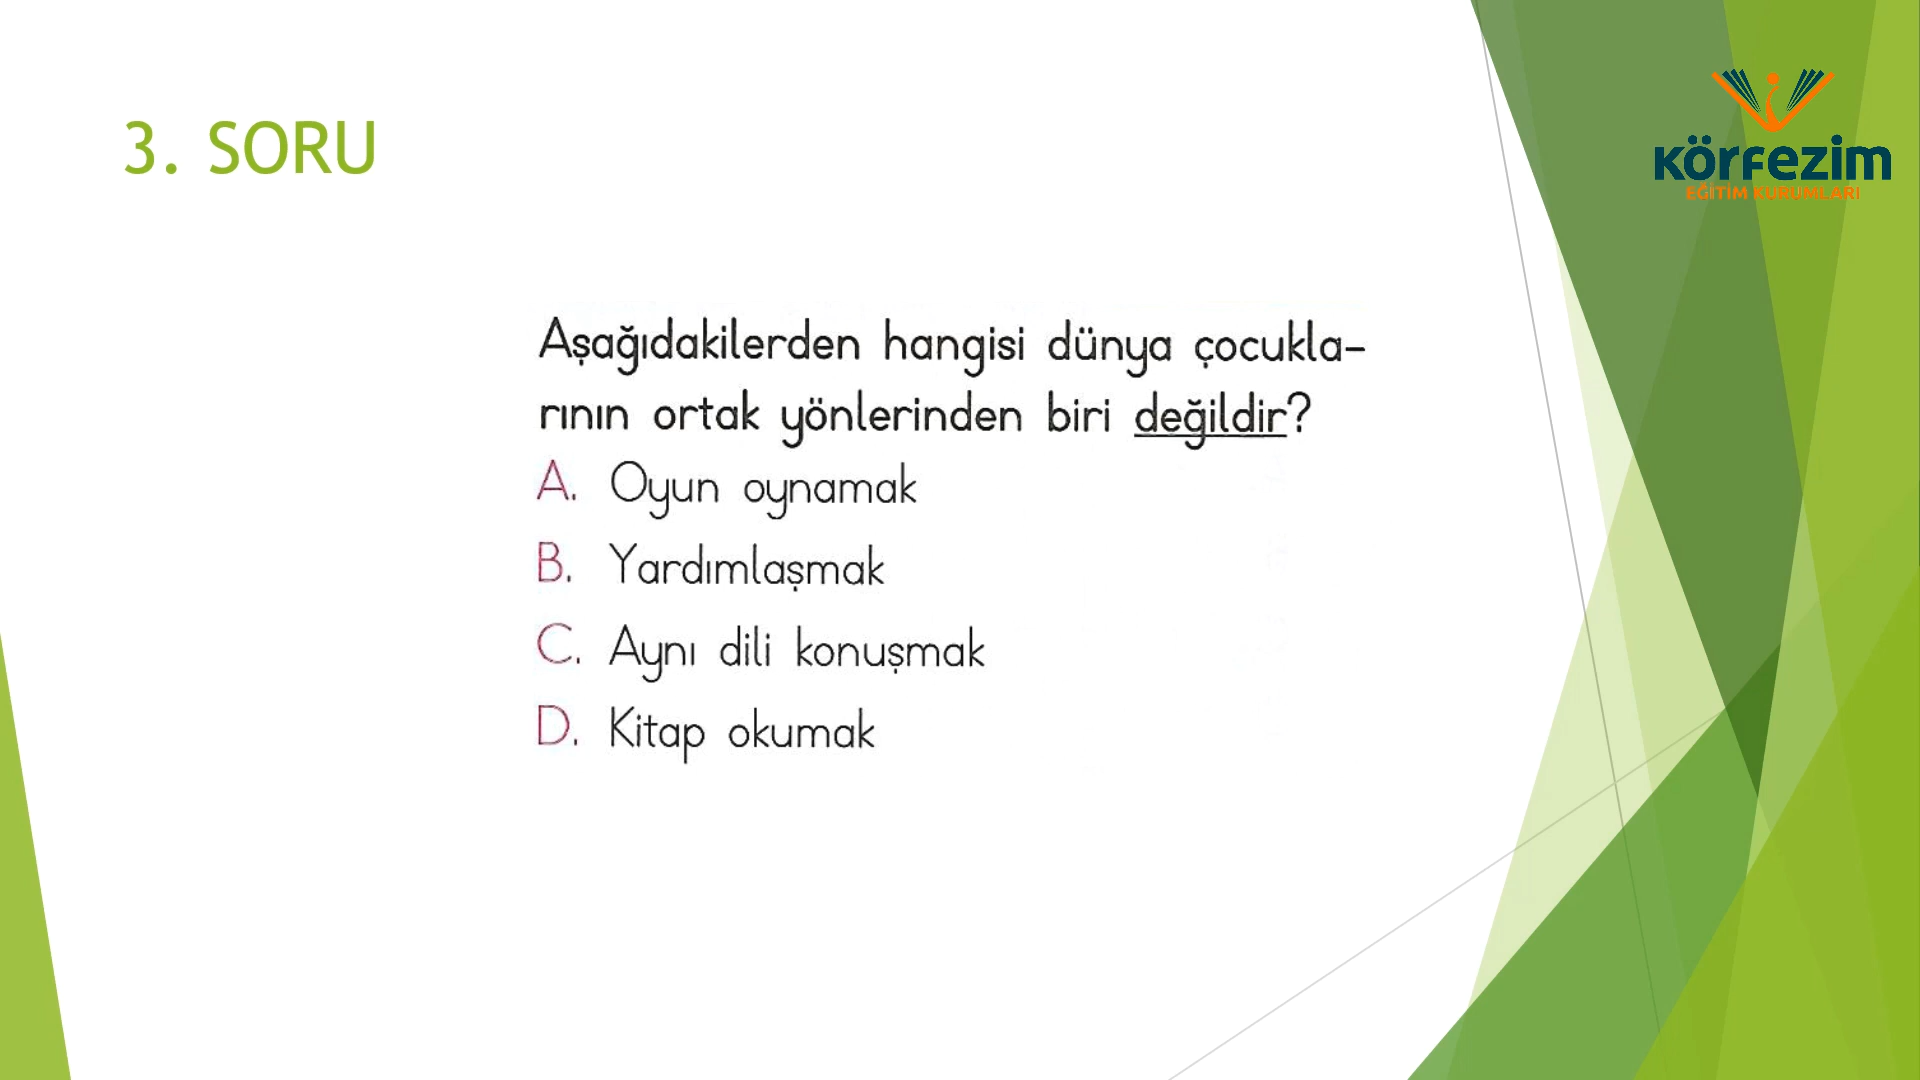 körfezim
EĞİTİM KURUMLARI
3. SORU
Aşağıdakilerden hangisi dünya çocukla-
rının ortak yönlerinden biri değildir?
A. Oyun oynamak
B. Yardımlaşmak
C. Aynı dili konuşmak
D. Kitap okumak